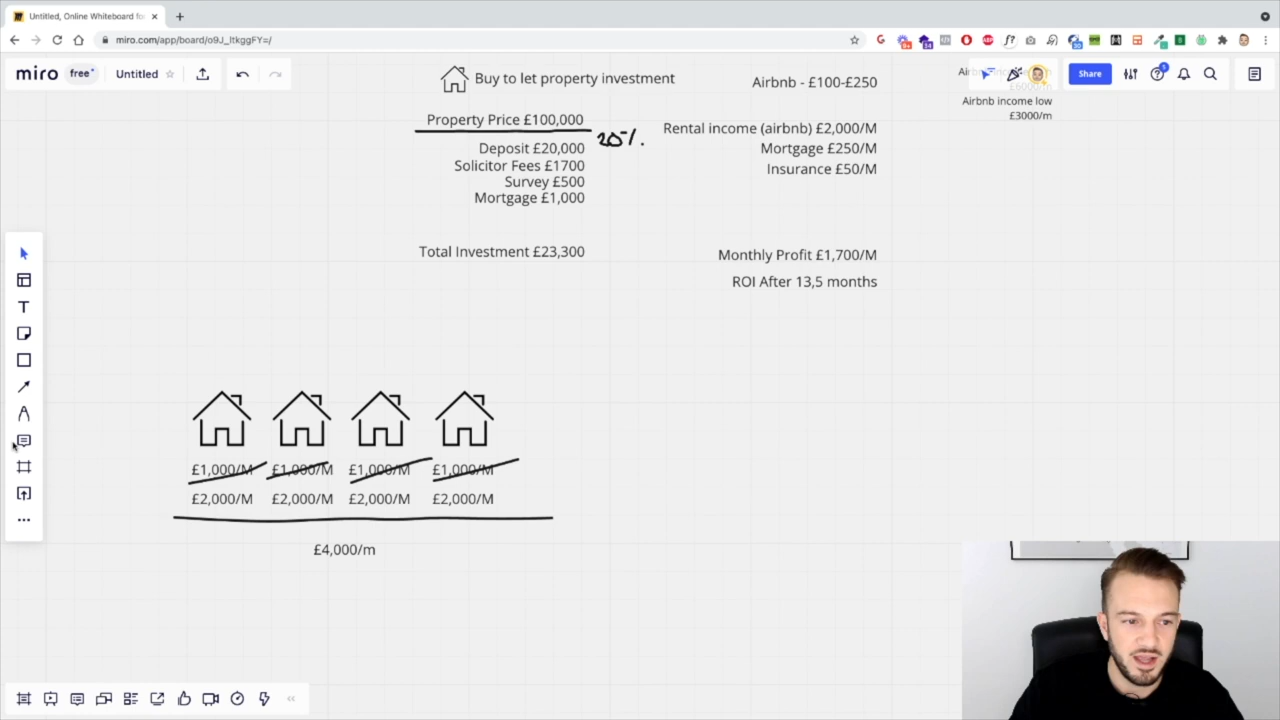 Untitled, Online Whiteboard for
miro.com/app/board/o9J_ItkggFY=/
miro
free
Untitled
Share
Buy to let property investment
Property Price £100,000
20%
Deposit £20,000
Solicitor Fees £1700
Survey £500
Mortgage £1,000
Total Investment £23,300
Airbnb - £100-£250
Rental income (airbnb) £2,000/M
Mortgage £250/M
Insurance £50/M
Monthly Profit £1,700/M
ROI After 13,5 months
Airbnb income low
£3000/m
£1,000/M £1,000/M £1,000/M £1,000/M
£2,000/M £2,000/M £2,000/M £2,000/M
£4,000/m